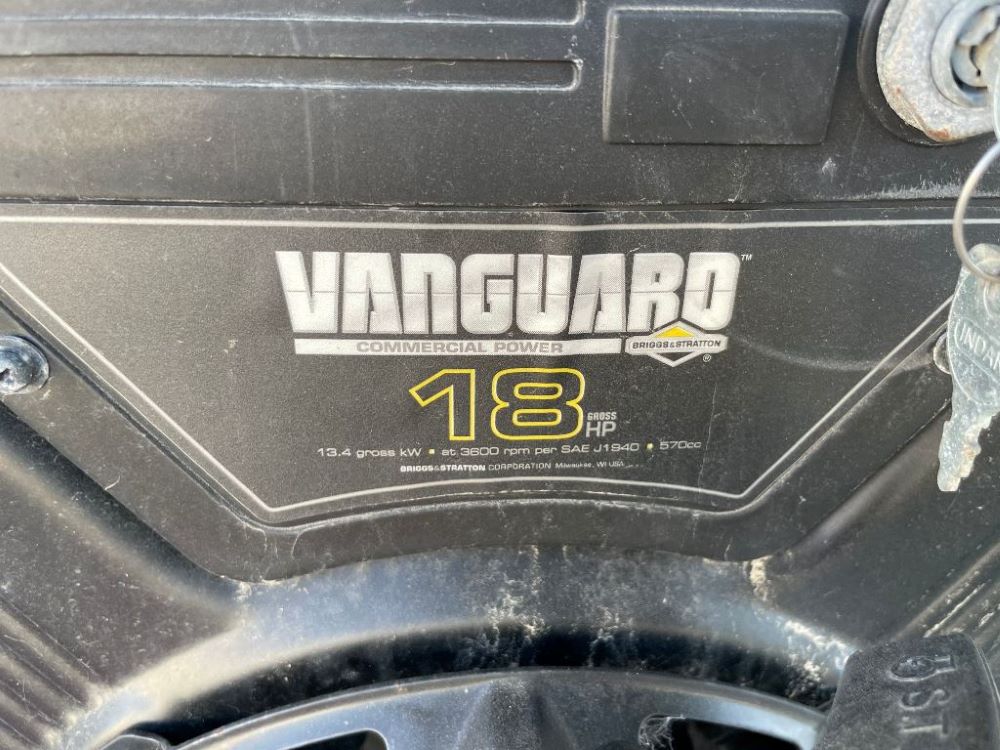 VANGUARD™
COMMERCIAL POWER
BRIGGS & STRATTON®
18 GROSS HP
13.4 gross kW • at 3600 rpm per SAE J1940 • 570cc
BRIGGS & STRATTON CORPORATION Milwaukee, WI USA